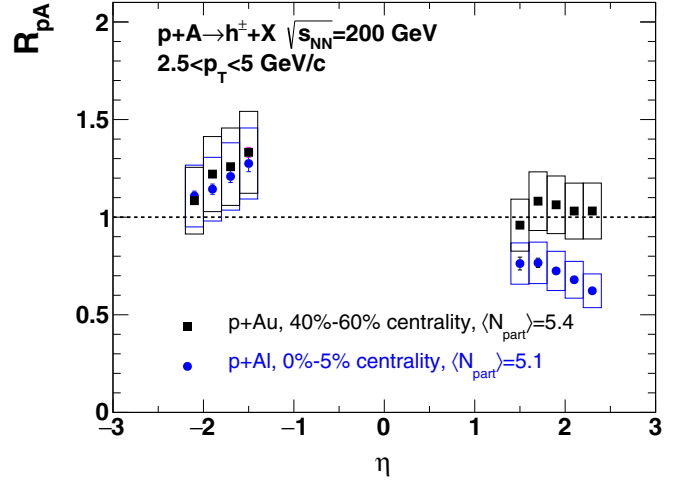 R_pA
p+A→h^±+X √s_NN=200 GeV
2.5<p_T<5 GeV/c
2
1.5
1
0.5
0
p+Au, 40%-60% centrality, ⟨N_part⟩=5.4
p+Al, 0%-5% centrality, ⟨N_part⟩=5.1
−3 −2 −1 0 1 2 3
η